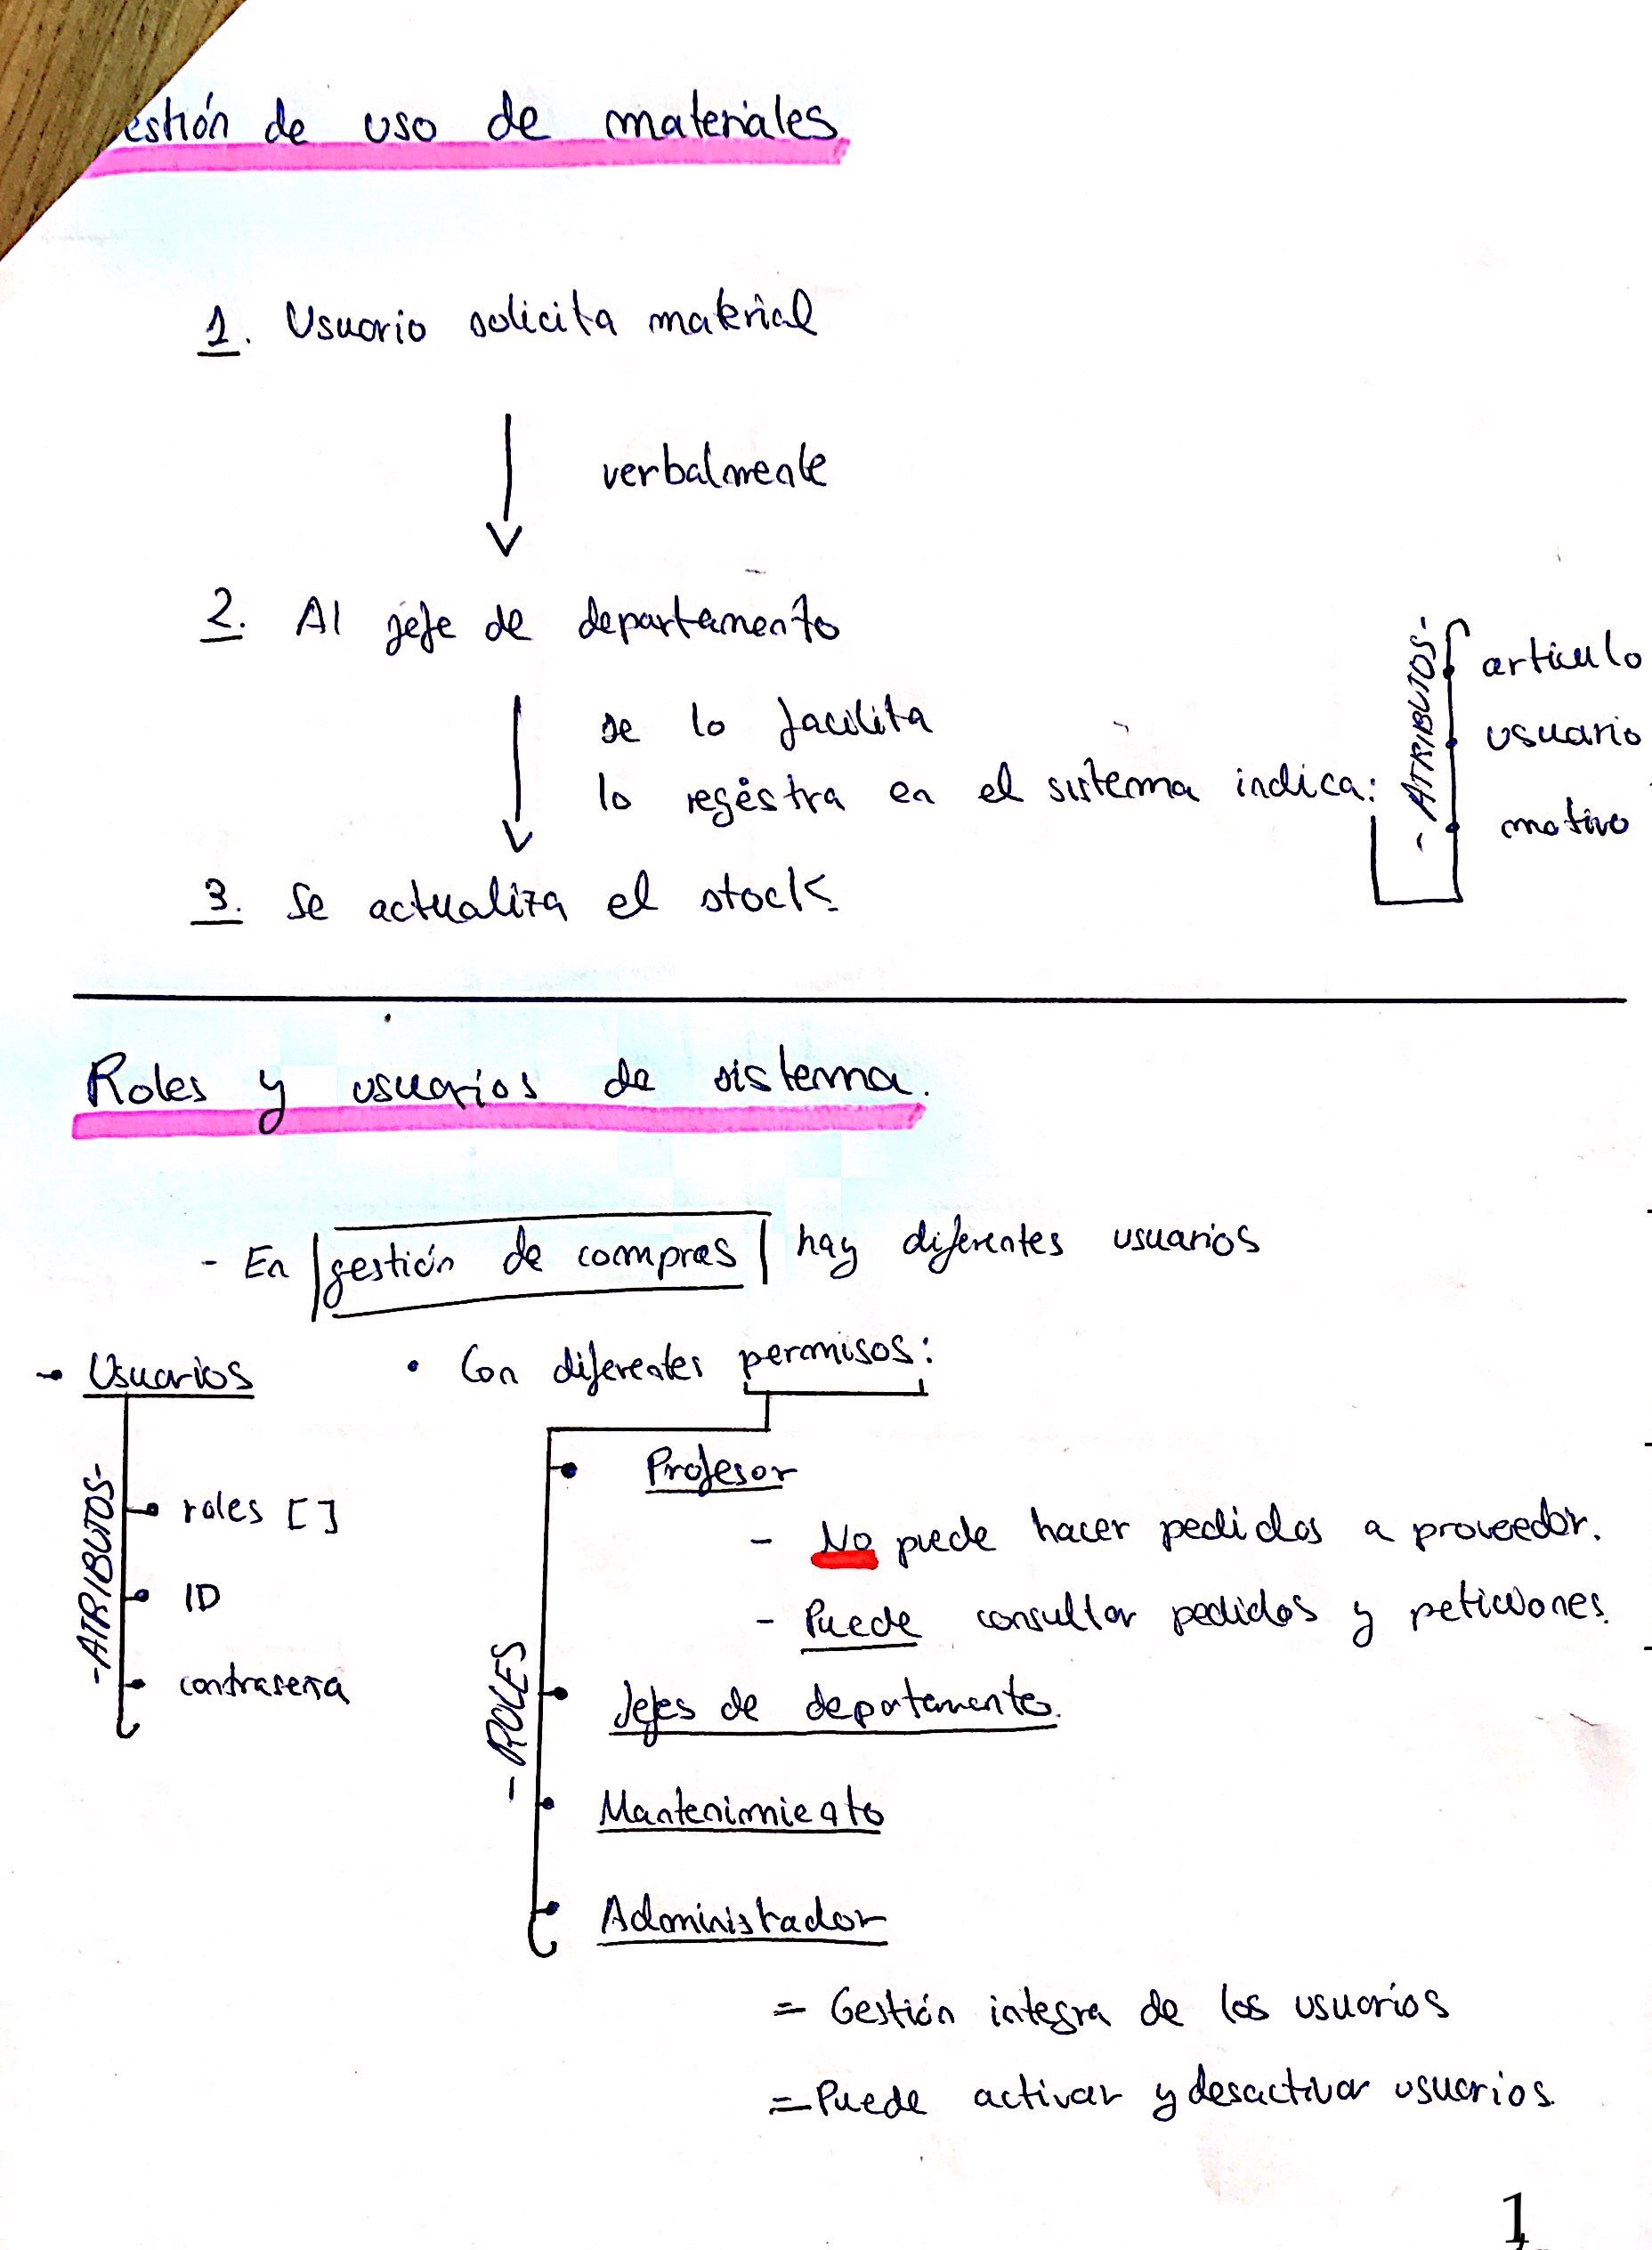 estión de uso de materiales
1. Usuario solicita material
verbalmente
2. Al jefe de departamento
se lo facilita
lo registra en el sistema indica:
- ATRIBUTOS -
articulo
usuario
motivo
3. Se actualiza el stock.
Roles y usuarios de sistema.
- En gestión de compras hay diferentes usuarios
- Usuarios
-ATRIBUTOS-
roles []
ID
contraseña
• Con diferentes permisos:
- ROLES
Profesor
- No puede hacer pedidos a proveedor.
- Puede consultar pedidos y peticiones.
Jefes de departamento.
Mantenimiento
Administrador
= Gestión integra de los usuarios
= Puede activar y desactivar usuarios.
1